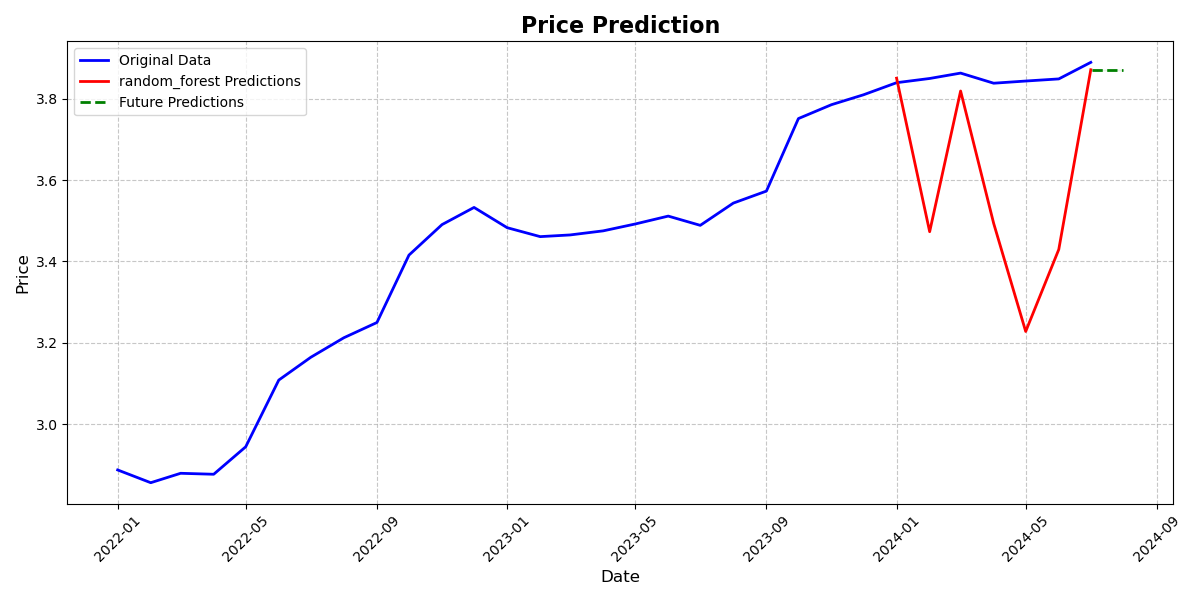 Price Prediction
Original Data
random_forest Predictions
Future Predictions
Price
3.8
3.6
3.4
3.2
3.0
2022-01
2022-05
2022-09
2023-01
2023-05
2023-09
2024-01
2024-05
2024-09
Date